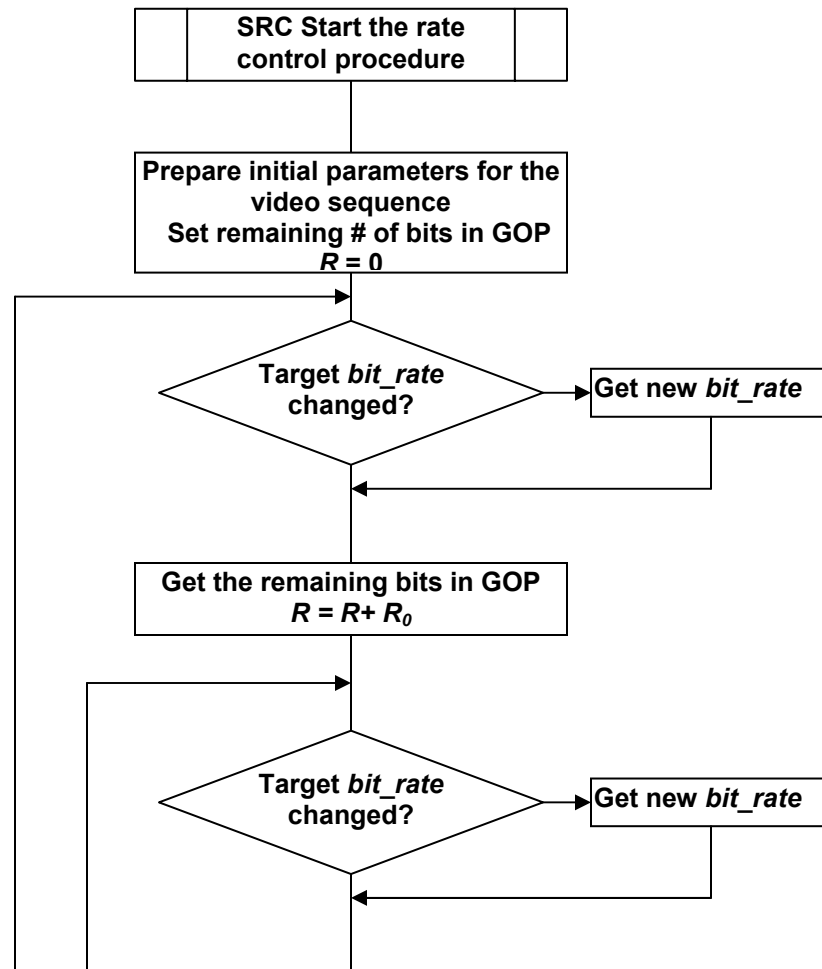 SRC Start the rate
control procedure
Prepare initial parameters for the
video sequence
Set remaining # of bits in GOP
R = 0
Target bit_rate
changed?
Get new bit_rate
Get the remaining bits in GOP
R = R+ R₀
Target bit_rate
changed?
Get new bit_rate